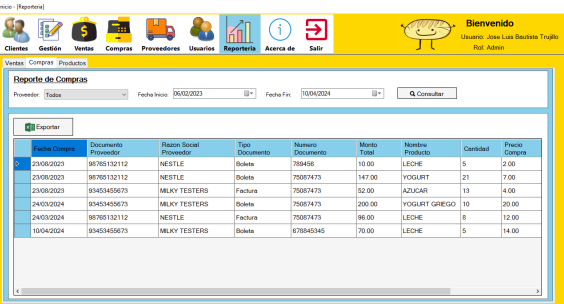 nicio - [Reporteria]
Clientes Gestión Ventas Compras Proveedores Usuarios Reportería Acerca de Salir
Bienvenido
Usuario: Jose Luis Bautista Trujillo
Rol: Admin
Ventas Compras Productos
Reporte de Compras
Proveedor: Todos Fecha Inicio: 06/02/2023 Fecha Fin: 10/04/2024 Consultar
Exportar
Fecha Compra Documento Proveedor Razon Social Proveedor Tipo Documento Numero Documento Monto Total Nombre Producto Cantidad Precio Compra
23/08/2023 98765132112 NESTLE Boleta 789456 10.00 LECHE 5 2.00
23/08/2023 98765132112 NESTLE Boleta 75087473 147.00 YOGURT 21 7.00
23/08/2023 93453455673 MILKY TESTERS Factura 75087473 52.00 AZUCAR 13 4.00
24/03/2024 93453455673 MILKY TESTERS Boleta 75087473 200.00 YOGURT GRIEGO 10 20.00
24/03/2024 98765132112 NESTLE Factura 75087473 96.00 LECHE 8 12.00
10/04/2024 93453455673 MILKY TESTERS Boleta 678845345 70.00 LECHE 5 14.00